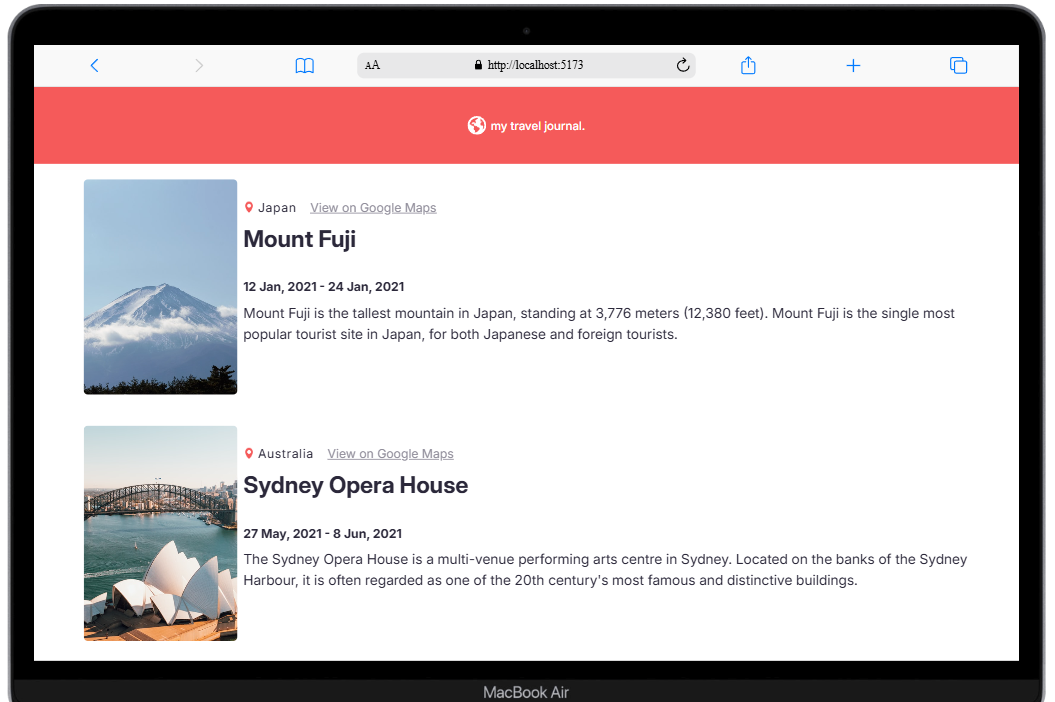 AA
http://localhost:5173
my travel journal.
Japan View on Google Maps
Mount Fuji
12 Jan, 2021 - 24 Jan, 2021
Mount Fuji is the tallest mountain in Japan, standing at 3,776 meters (12,380 feet). Mount Fuji is the single most
popular tourist site in Japan, for both Japanese and foreign tourists.
Australia View on Google Maps
Sydney Opera House
27 May, 2021 - 8 Jun, 2021
The Sydney Opera House is a multi-venue performing arts centre in Sydney. Located on the banks of the Sydney
Harbour, it is often regarded as one of the 20th century's most famous and distinctive buildings.
MacBook Air